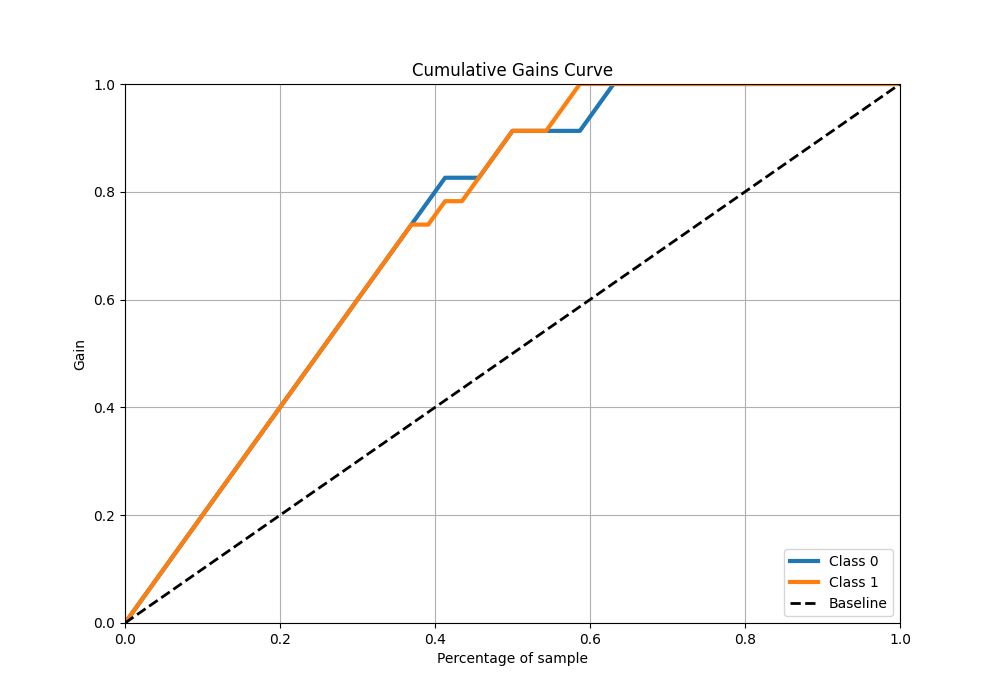 Cumulative Gains Curve
1.0
0.8
0.6
0.4
0.2
0.0
Gain
0.0 0.2 0.4 0.6 0.8 1.0
Percentage of sample
Class 0
Class 1
Baseline